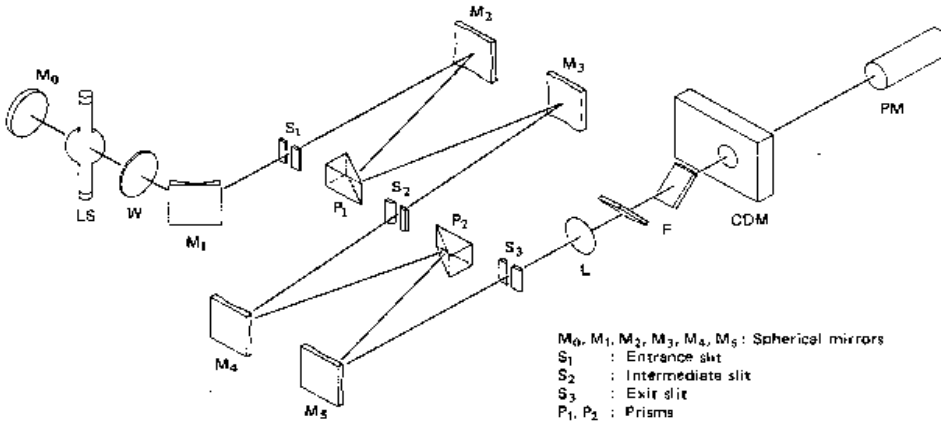 M2
M0
M3
PM
S1
P1
S2
LS
W
M1
P2
F
CDM
S3
L
M4
M5
M0, M1, M2, M3, M4, M5 : Spherical mirrors
S1 : Entrance slit
S2 : Intermediate slit
S3 : Exit slit
P1, P2 : Prisms